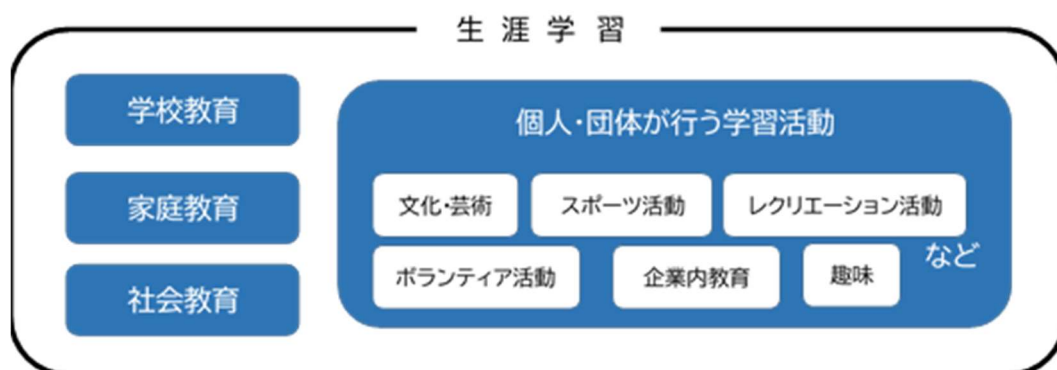 生涯学習
学校教育
家庭教育
社会教育
個人・団体が行う学習活動
文化・芸術
スポーツ活動
レクリエーション活動
ボランティア活動
企業内教育
趣味
など